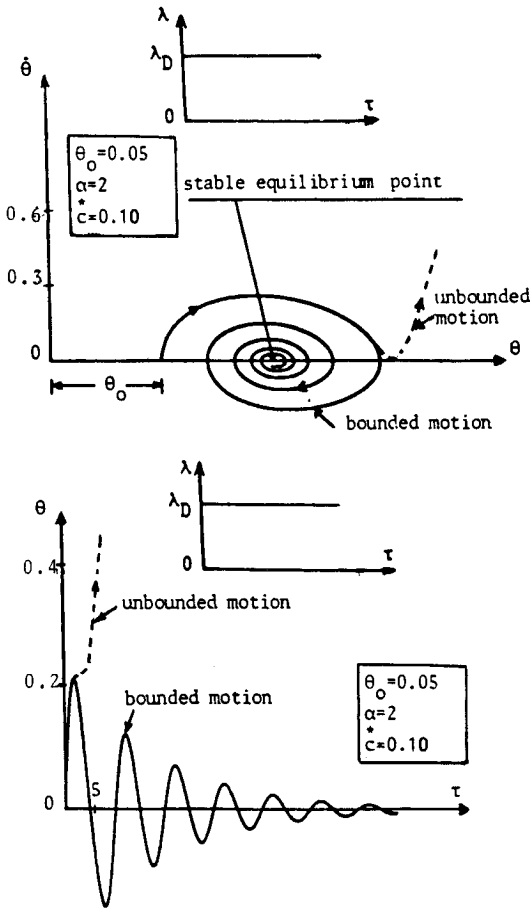 λ
λD
θ̇
0
τ
θo=0.05
α=2
*
c=0.10
stable equilibrium point
0.6
0.3
unbounded
motion
0
θ
θo
bounded motion
λ
λD
θ
0
τ
0.4
unbounded motion
θo=0.05
α=2
*
c=0.10
0.2
bounded motion
0
5
τ